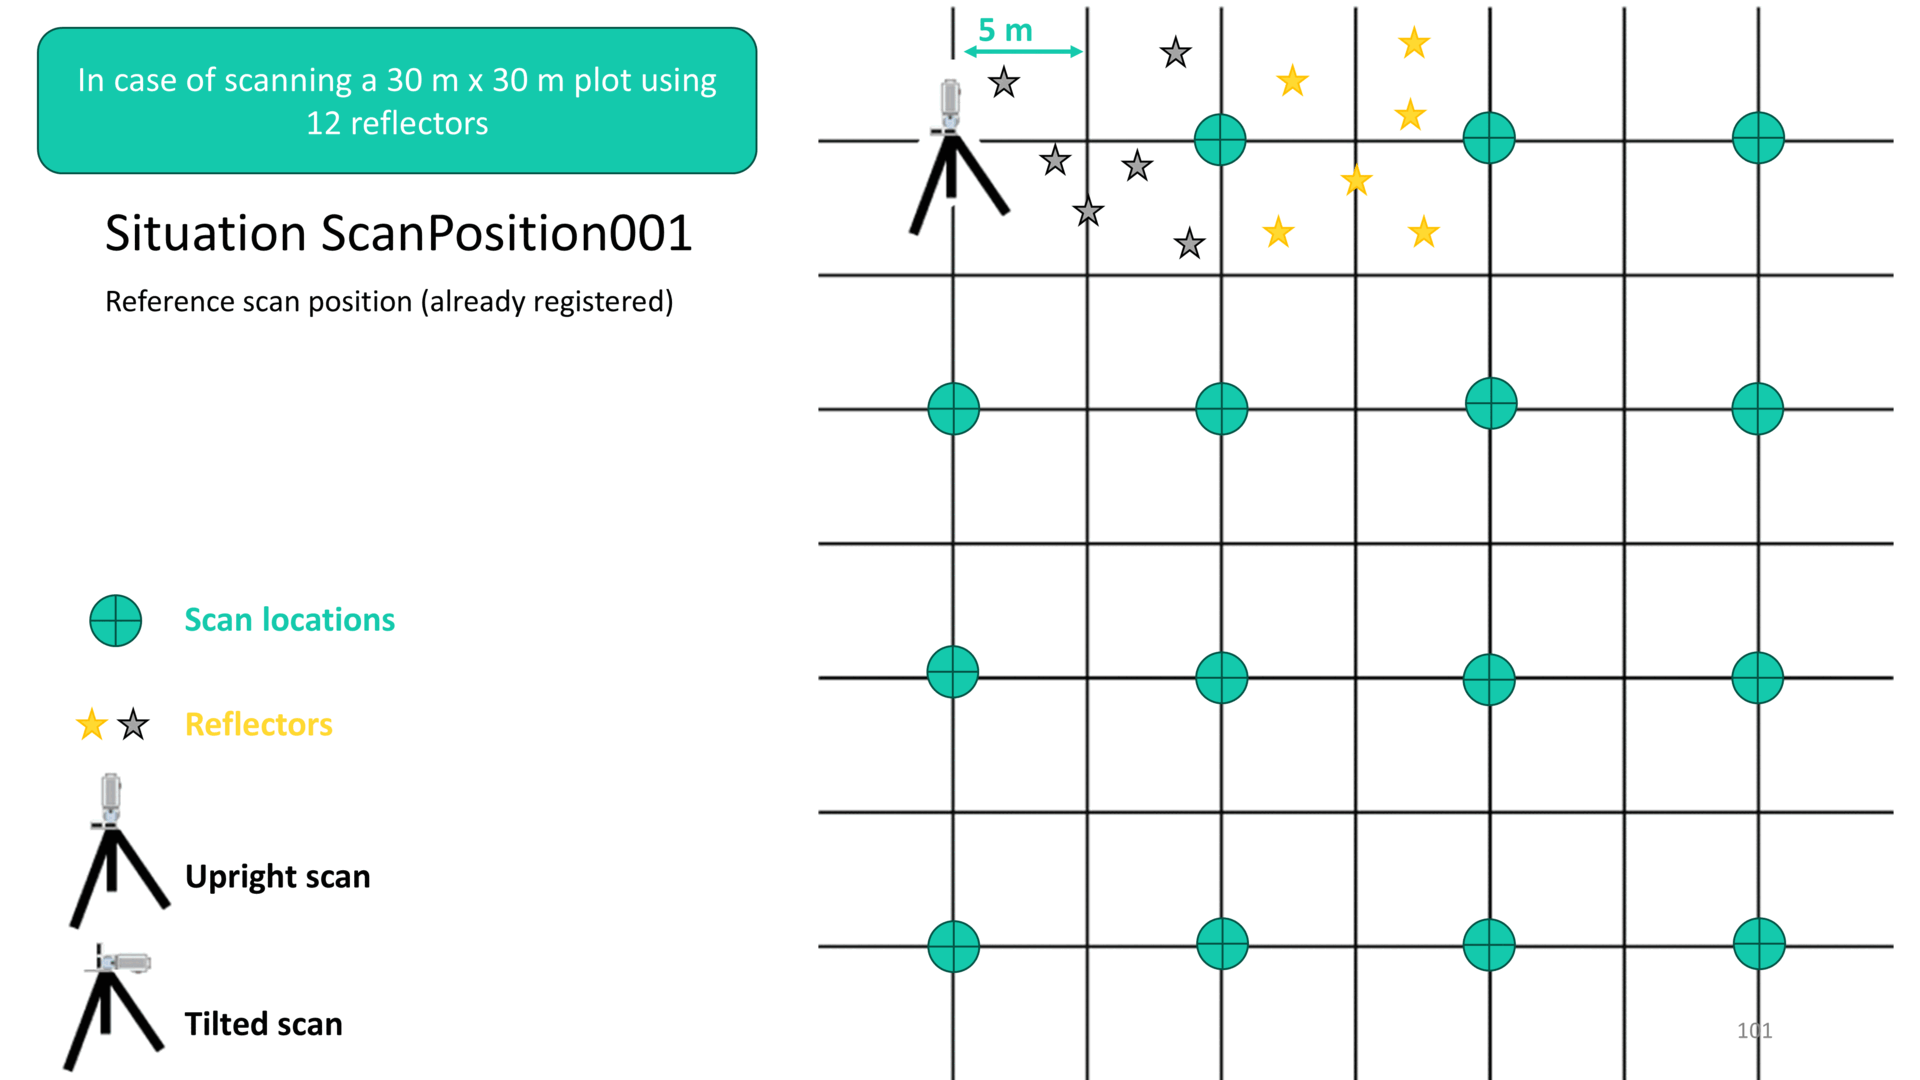 In case of scanning a 30 m x 30 m plot using
12 reflectors
Situation ScanPosition001
Reference scan position (already registered)
5 m
Scan locations
Reflectors
Upright scan
Tilted scan
101